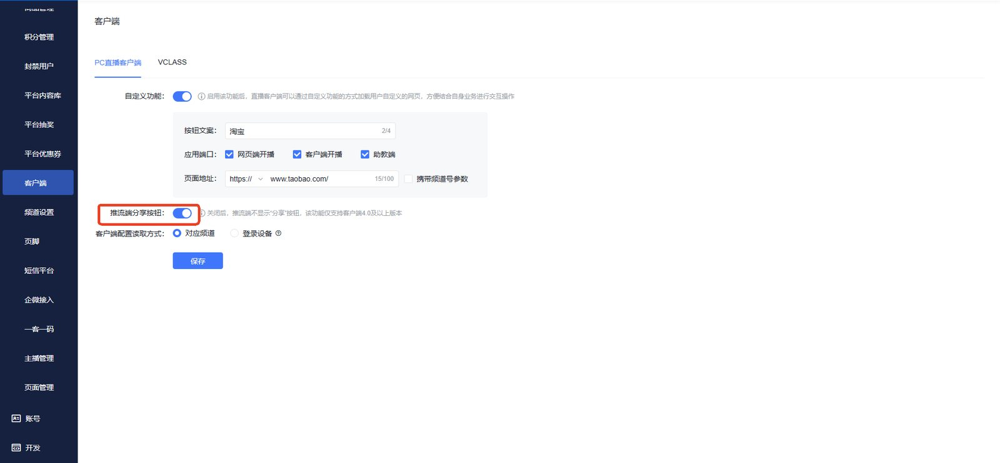 客户端
PC直播客户端 VCLASS
自定义功能： 启用该功能后，直播客户端可以通过自定义功能的方式加载用户自定义的网页，方便结合自身业务进行交互操作
按钮文案： 淘宝 2/4
应用端口： 网页端开播 客户端开播 助教端
页面地址： https:// www.taobao.com/ 15/100 携带频道号参数
推流端分享按钮： 关闭后，推流端不显示“分享”按钮，该功能仅支持客户端4.0及以上版本
客户端配置读取方式： 对应频道 登录设备
保存
积分管理
封禁用户
平台内容库
平台抽奖
平台优惠券
客户端
频道设置
页脚
短信平台
企微接入
一客一码
主播管理
页面管理
账号
开发